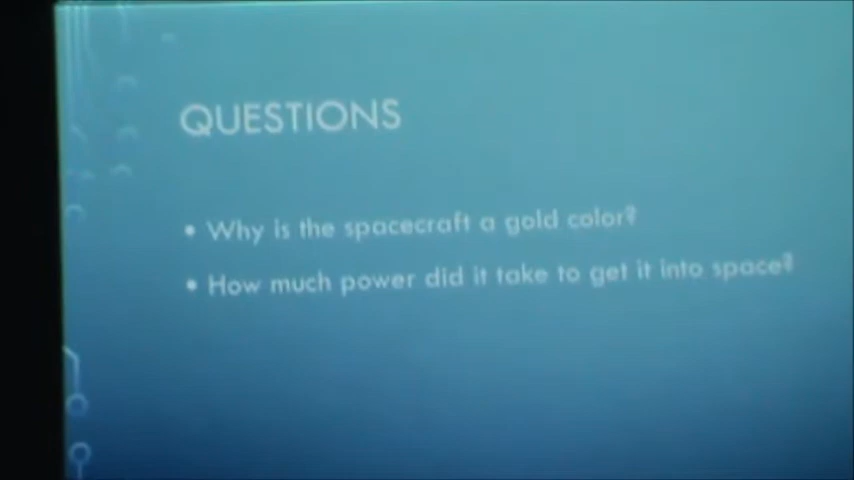 QUESTIONS
• Why is the spacecraft a gold color?
• How much power did it take to get it into space?